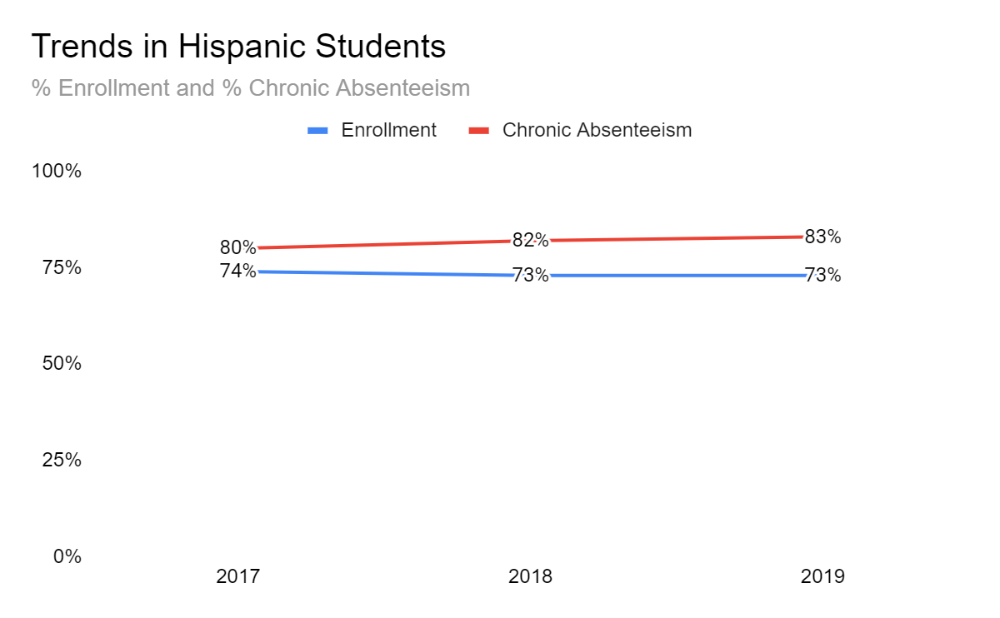 Trends in Hispanic Students
% Enrollment and % Chronic Absenteeism
Enrollment Chronic Absenteeism
100%
80% 82% 83%
75%
74% 73% 73%
50%
25%
0%
2017 2018 2019